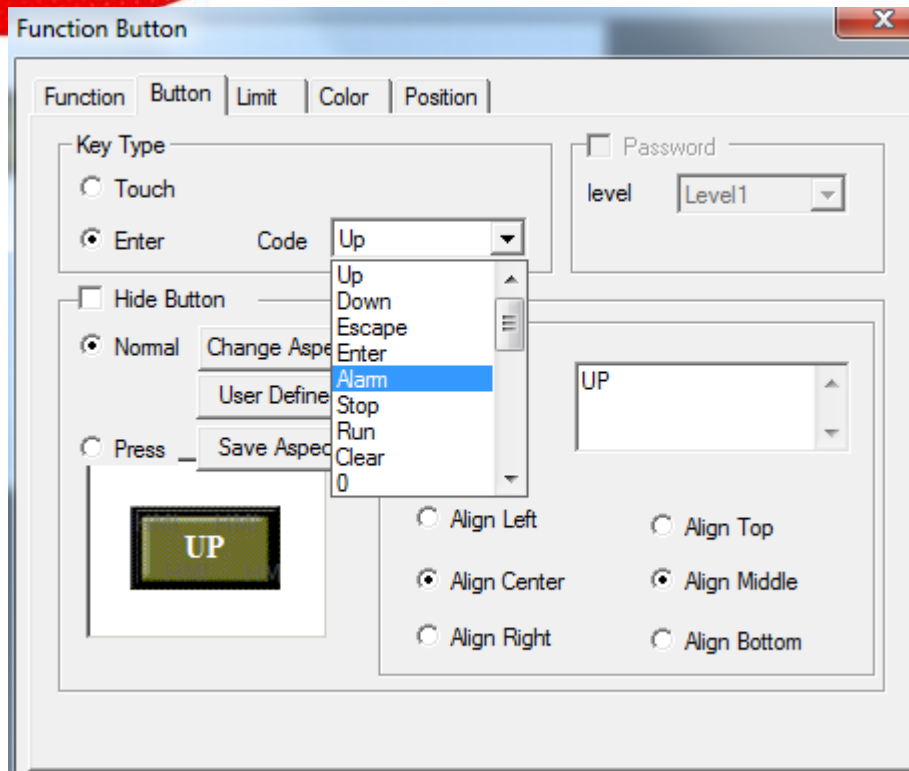 Function Button
X
Function Button Limit Color Position
Key Type
Touch
Enter Code Up
Password
level Level1
Up
Down
Escape
Enter
Alarm
Stop
Run
Clear
0
Hide Button
Normal Change Aspe
User Define
Press Save Aspec
UP
UP
Align Left Align Top
Align Center Align Middle
Align Right Align Bottom